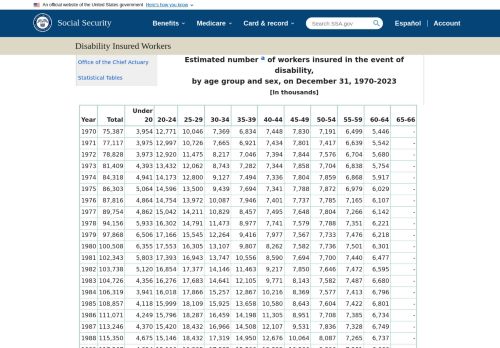 An official website of the United States government Here's how you know
Social Security
Benefits Medicare Card & record Search SSA.gov Español Account
Disability Insured Workers
Office of the Chief Actuary
Statistical Tables
Estimated number a of workers insured in the event of
disability,
by age group and sex, on December 31, 1970-2023
[In thousands]
Year Total Under 20 20-24 25-29 30-34 35-39 40-44 45-49 50-54 55-59 60-64 65-66
1970 75,387 3,954 12,771 10,046 7,369 6,834 7,448 7,830 7,191 6,499 5,446 -
1971 77,117 3,975 12,997 10,726 7,665 6,921 7,434 7,801 7,417 6,639 5,542 -
1972 78,828 3,973 12,920 11,475 8,217 7,046 7,394 7,844 7,576 6,704 5,680 -
1973 81,409 4,393 13,432 12,062 8,743 7,282 7,344 7,858 7,704 6,838 5,754 -
1974 84,318 4,941 14,173 12,800 9,127 7,494 7,336 7,804 7,859 6,868 5,917 -
1975 86,303 5,064 14,596 13,500 9,439 7,694 7,341 7,788 7,872 6,979 6,029 -
1976 87,816 4,864 14,754 13,972 10,087 7,946 7,401 7,737 7,785 7,165 6,107 -
1977 89,754 4,862 15,042 14,211 10,829 8,457 7,495 7,648 7,804 7,266 6,142 -
1978 94,156 5,933 16,302 14,791 11,473 8,977 7,741 7,579 7,788 7,351 6,221 -
1979 97,868 6,506 17,166 15,545 12,264 9,416 7,977 7,567 7,733 7,476 6,218 -
1980 100,508 6,355 17,553 16,305 13,107 9,807 8,262 7,582 7,736 7,501 6,301 -
1981 102,343 5,803 17,393 16,943 13,747 10,556 8,590 7,694 7,700 7,440 6,477 -
1982 103,738 5,120 16,854 17,377 14,146 11,463 9,217 7,850 7,646 7,472 6,595 -
1983 104,726 4,356 16,276 17,683 14,641 12,105 9,771 8,143 7,582 7,487 6,680 -
1984 106,319 3,941 16,018 17,866 15,257 12,867 10,216 8,369 7,577 7,413 6,796 -
1985 108,857 4,118 15,999 18,109 15,925 13,658 10,580 8,643 7,604 7,422 6,801 -
1986 111,071 4,249 15,796 18,287 16,459 14,198 11,305 8,951 7,708 7,385 6,734 -
1987 113,246 4,370 15,420 18,432 16,966 14,508 12,107 9,531 7,836 7,328 6,749 -
1988 115,350 4,675 15,146 18,432 17,319 14,950 12,676 10,064 8,087 7,265 6,737 -